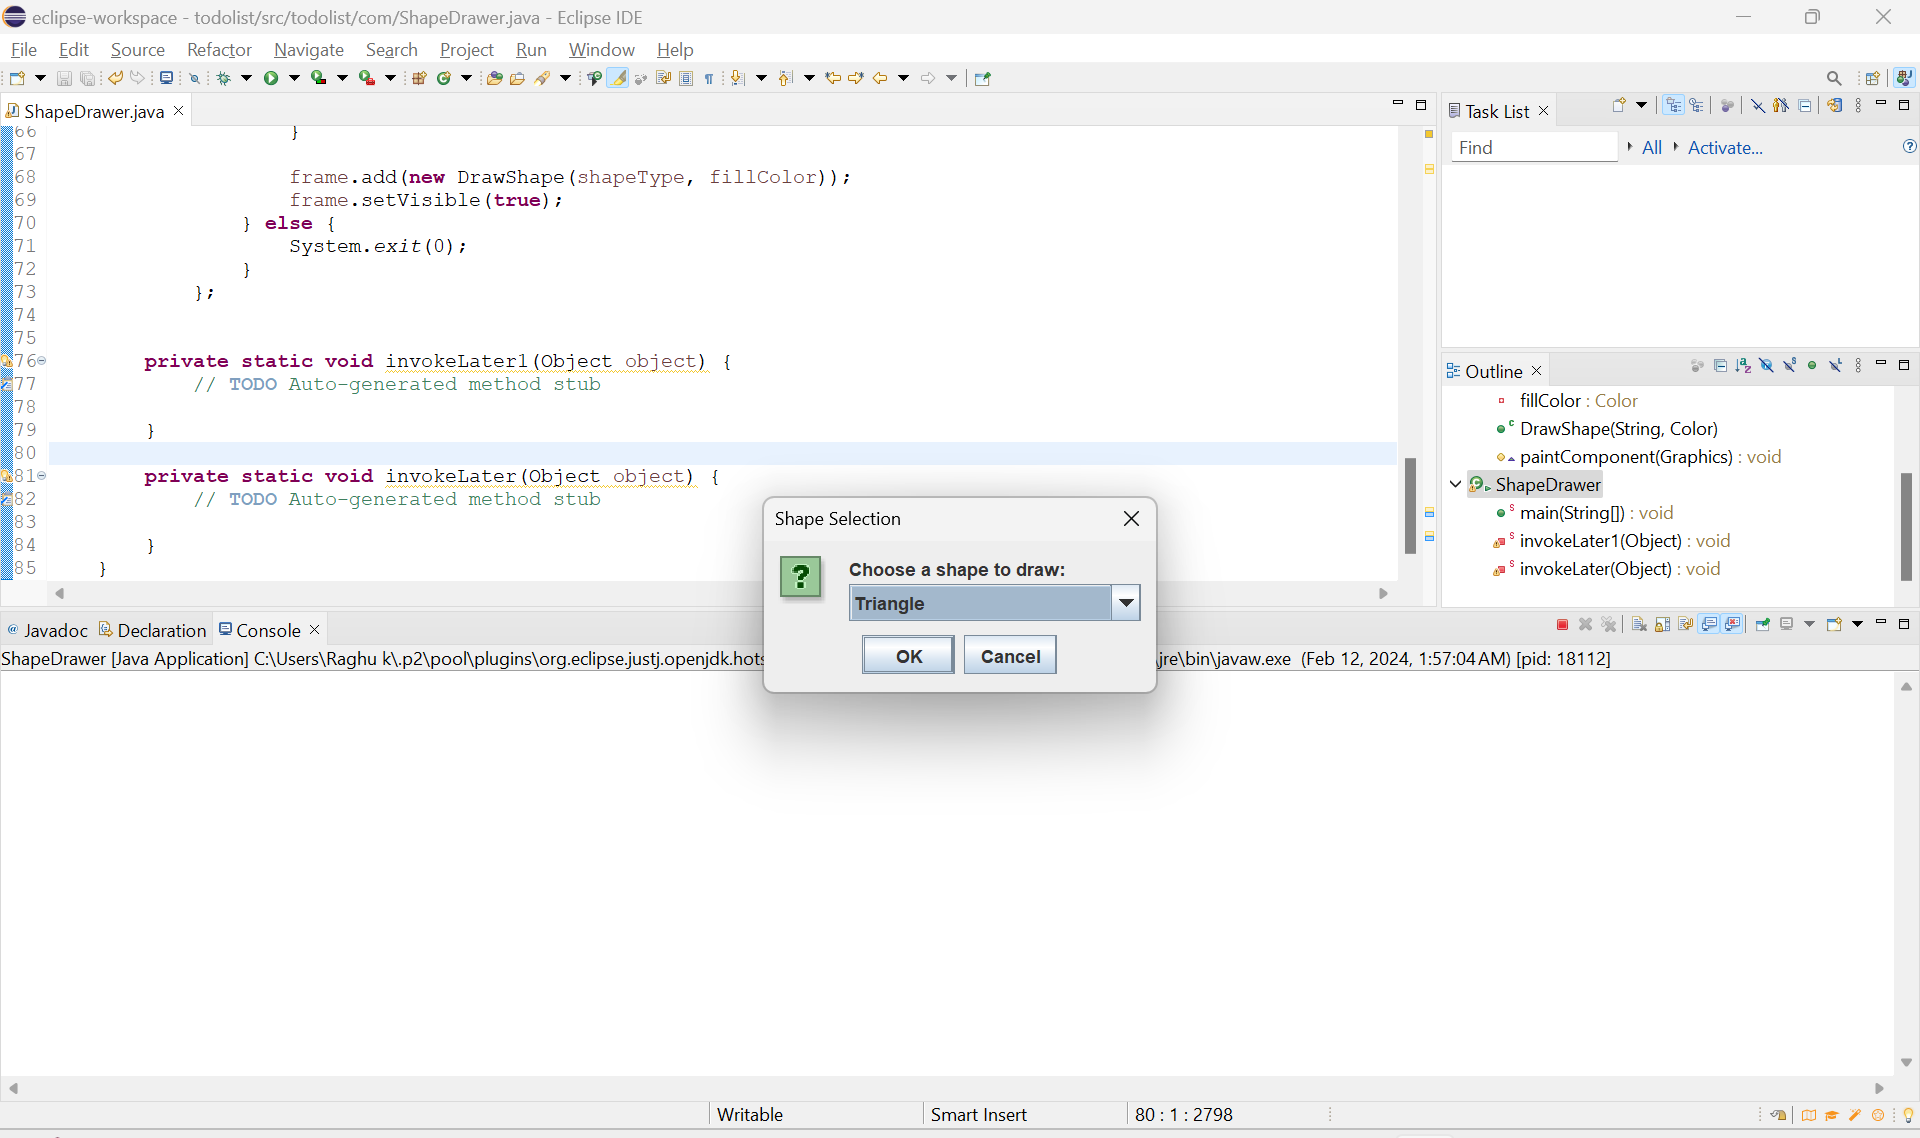 eclipse-workspace - todolist/src/todolist/com/ShapeDrawer.java - Eclipse IDE
File Edit Source Refactor Navigate Search Project Run Window Help
ShapeDrawer.java
66 }
67
68 frame.add(new DrawShape(shapeType, fillColor));
69 frame.setVisible(true);
70 } else {
71 System.exit(0);
72 }
73 };
74
75
76 private static void invokeLater1(Object object) {
77 // TODO Auto-generated method stub
78
79 }
80
81 private static void invokeLater(Object object) {
82 // TODO Auto-generated method stub
83
84 }
85 }
Task List
Find All Activate...
Outline
fillColor : Color
DrawShape(String, Color)
paintComponent(Graphics) : void
ShapeDrawer
main(String[]) : void
invokeLater1(Object) : void
invokeLater(Object) : void
Shape Selection
Choose a shape to draw:
Triangle
OK Cancel
@ Javadoc Declaration Console
ShapeDrawer [Java Application] C:\Users\Raghu k\.p2\pool\plugins\org.eclipse.justj.openjdk.hots \jre\bin\javaw.exe (Feb 12, 2024, 1:57:04 AM) [pid: 18112]
Writable Smart Insert 80 : 1 : 2798